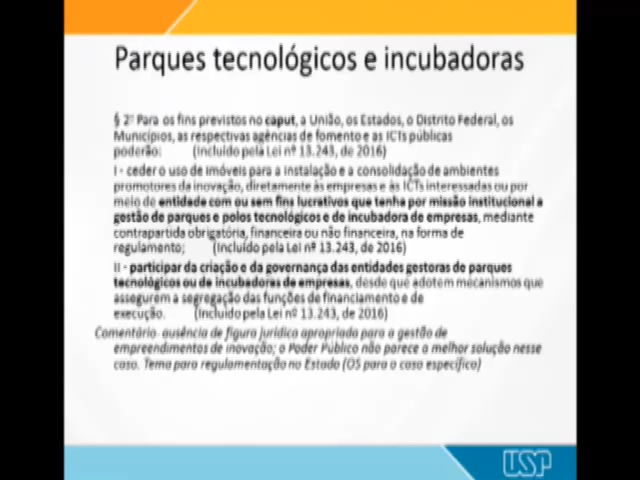 Parques tecnológicos e incubadoras
§ 2º Para os fins previstos no caput, a União, os Estados, o Distrito Federal, os
Municípios, as respectivas agências de fomento e as ICTs públicas
poderão: (Incluído pela Lei nº 13.243, de 2016)
I - ceder o uso de imóveis para a instalação e a consolidação de ambientes
promotores da inovação, diretamente às empresas e às ICTs interessadas ou por
meio de entidade com ou sem fins lucrativos que tenha por missão institucional a
gestão de parques e polos tecnológicos e de incubadora de empresas, mediante
contrapartida obrigatória, financeira ou não financeira, na forma de
regulamento; (Incluído pela Lei nº 13.243, de 2016)
II - participar da criação e da governança das entidades gestoras de parques
tecnológicos ou de incubadoras de empresas, desde que adotem mecanismos que
assegurem a segregação das funções de financiamento e de
execução. (Incluído pela Lei nº 13.243, de 2016)
Comentário- ausência de figura jurídica apropriada para a gestão de
empreendimentos de inovação; o Poder Público não parece a melhor solução nesse
caso. Tema para regulamentação no Estado (OS para o caso específico)
USP